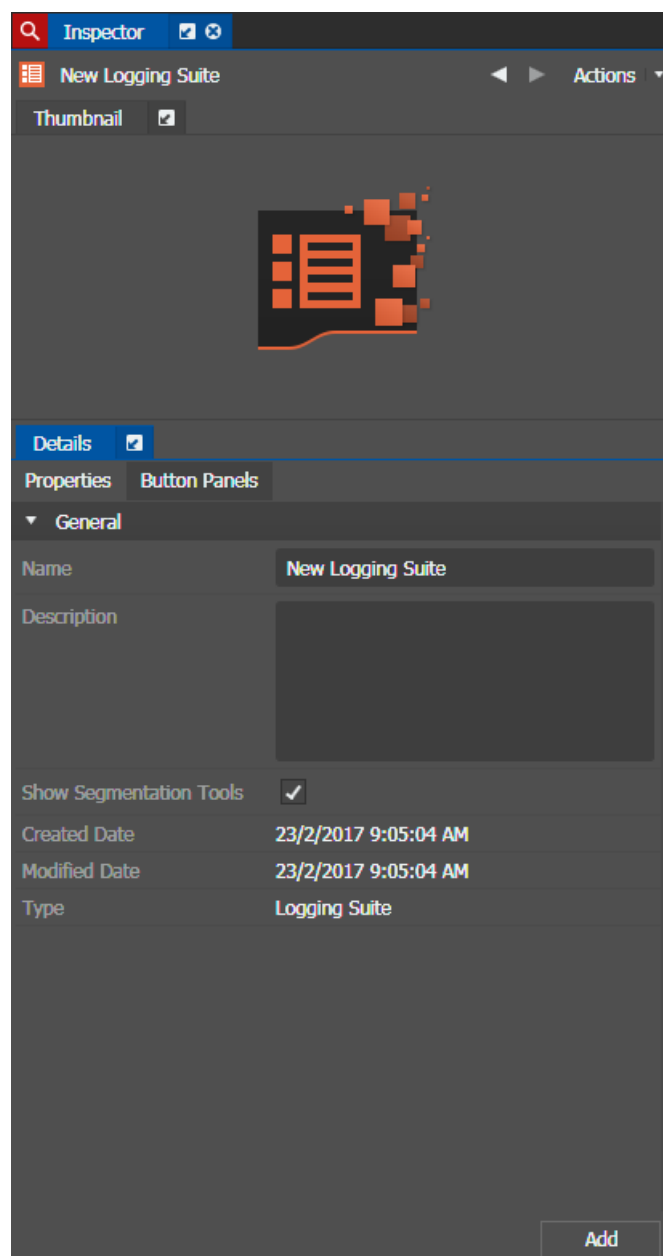 Inspector
New Logging Suite Actions
Thumbnail
Details
Properties Button Panels
General
Name New Logging Suite
Description
Show Segmentation Tools
Created Date 23/2/2017 9:05:04 AM
Modified Date 23/2/2017 9:05:04 AM
Type Logging Suite
Add